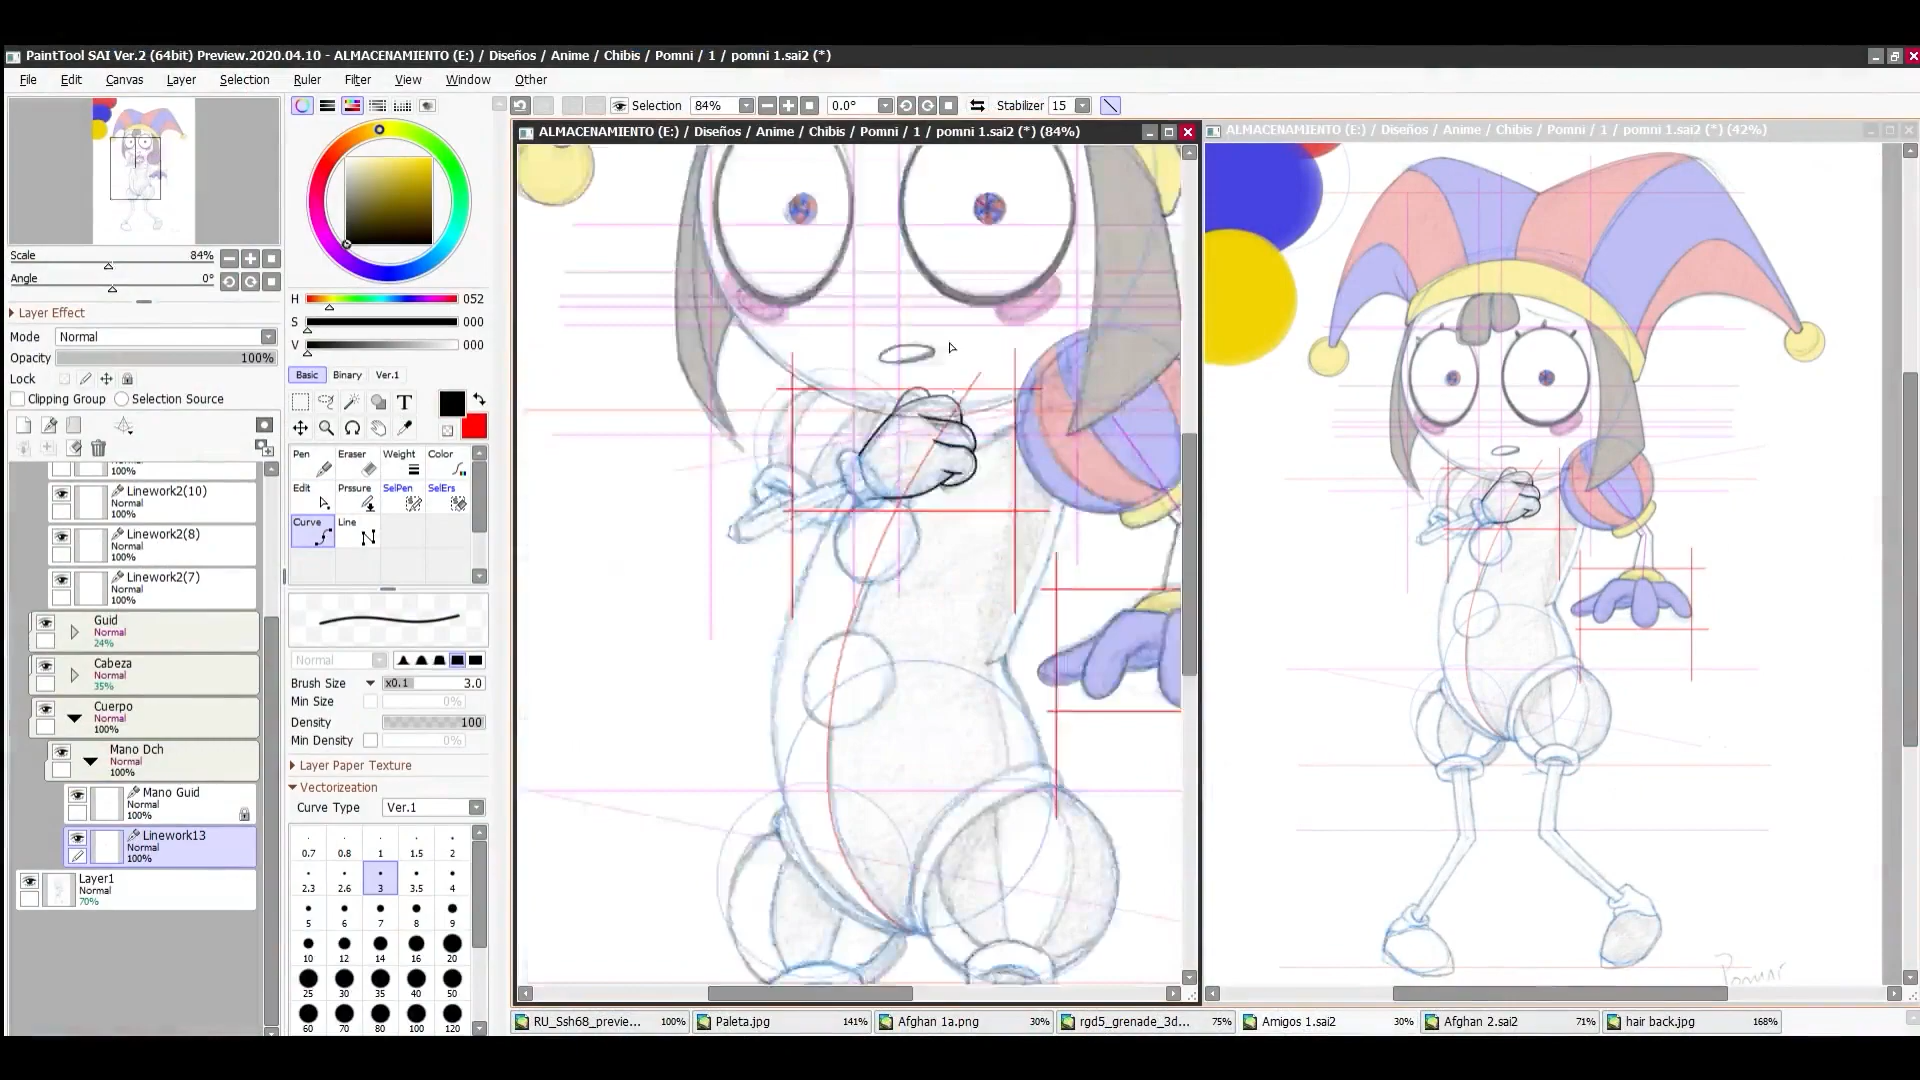 PaintTool SAI Ver.2 (64bit) Preview.2020.04.10 - ALMACENAMIENTO (E:) / Diseños / Anime / Chibis / Pomni / 1 / pomni 1.sai2 (*)
File Edit Canvas Layer Selection Ruler Filter View Window Other
Selection 84% 0.0° Stabilizer 15
ALMACENAMIENTO (E:) / Diseños / Anime / Chibis / Pomni / 1 / pomni 1.sai2 (*) (84%)
ALMACENAMIENTO (E:) / Diseños / Anime / Chibis / Pomni / 1 / pomni 1.sai2 (*) (42%)
Scale 84%
Angle 0°
Layer Effect
Mode Normal
Opacity 100%
Lock
Clipping Group Selection Source
100%
Linework2(10)
Normal
100%
Linework2(8)
Normal
100%
Linework2(7)
Normal
100%
Guid
Normal
24%
Cabeza
Normal
35%
Cuerpo
Normal
100%
Mano Dch
Normal
100%
Mano Guid
Normal
100%
Linework13
Normal
100%
Layer1
Normal
70%
H 052
S 000
V 000
Basic Binary Ver.1
T
Pen Eraser Weight Color
Edit Prssure SelPen SelErs
Curve Line
Normal
Brush Size x0.1 3.0
Min Size 0%
Density 100
Min Density 0%
Layer Paper Texture
Vectorization
Curve Type Ver.1
0.7 0.8 1 1.5 2
2.3 2.6 3 3.5 4
5 6 7 8 9
10 12 14 16 20
25 30 35 40 50
60 70 80 100 120
Pomni
RU_Ssh68_previe... 100% Paleta.jpg 141% Afghan 1a.png 30% rgd5_grenade_3d... 75% Amigos 1.sai2 30% Afghan 2.sai2 71% hair back.jpg 168%